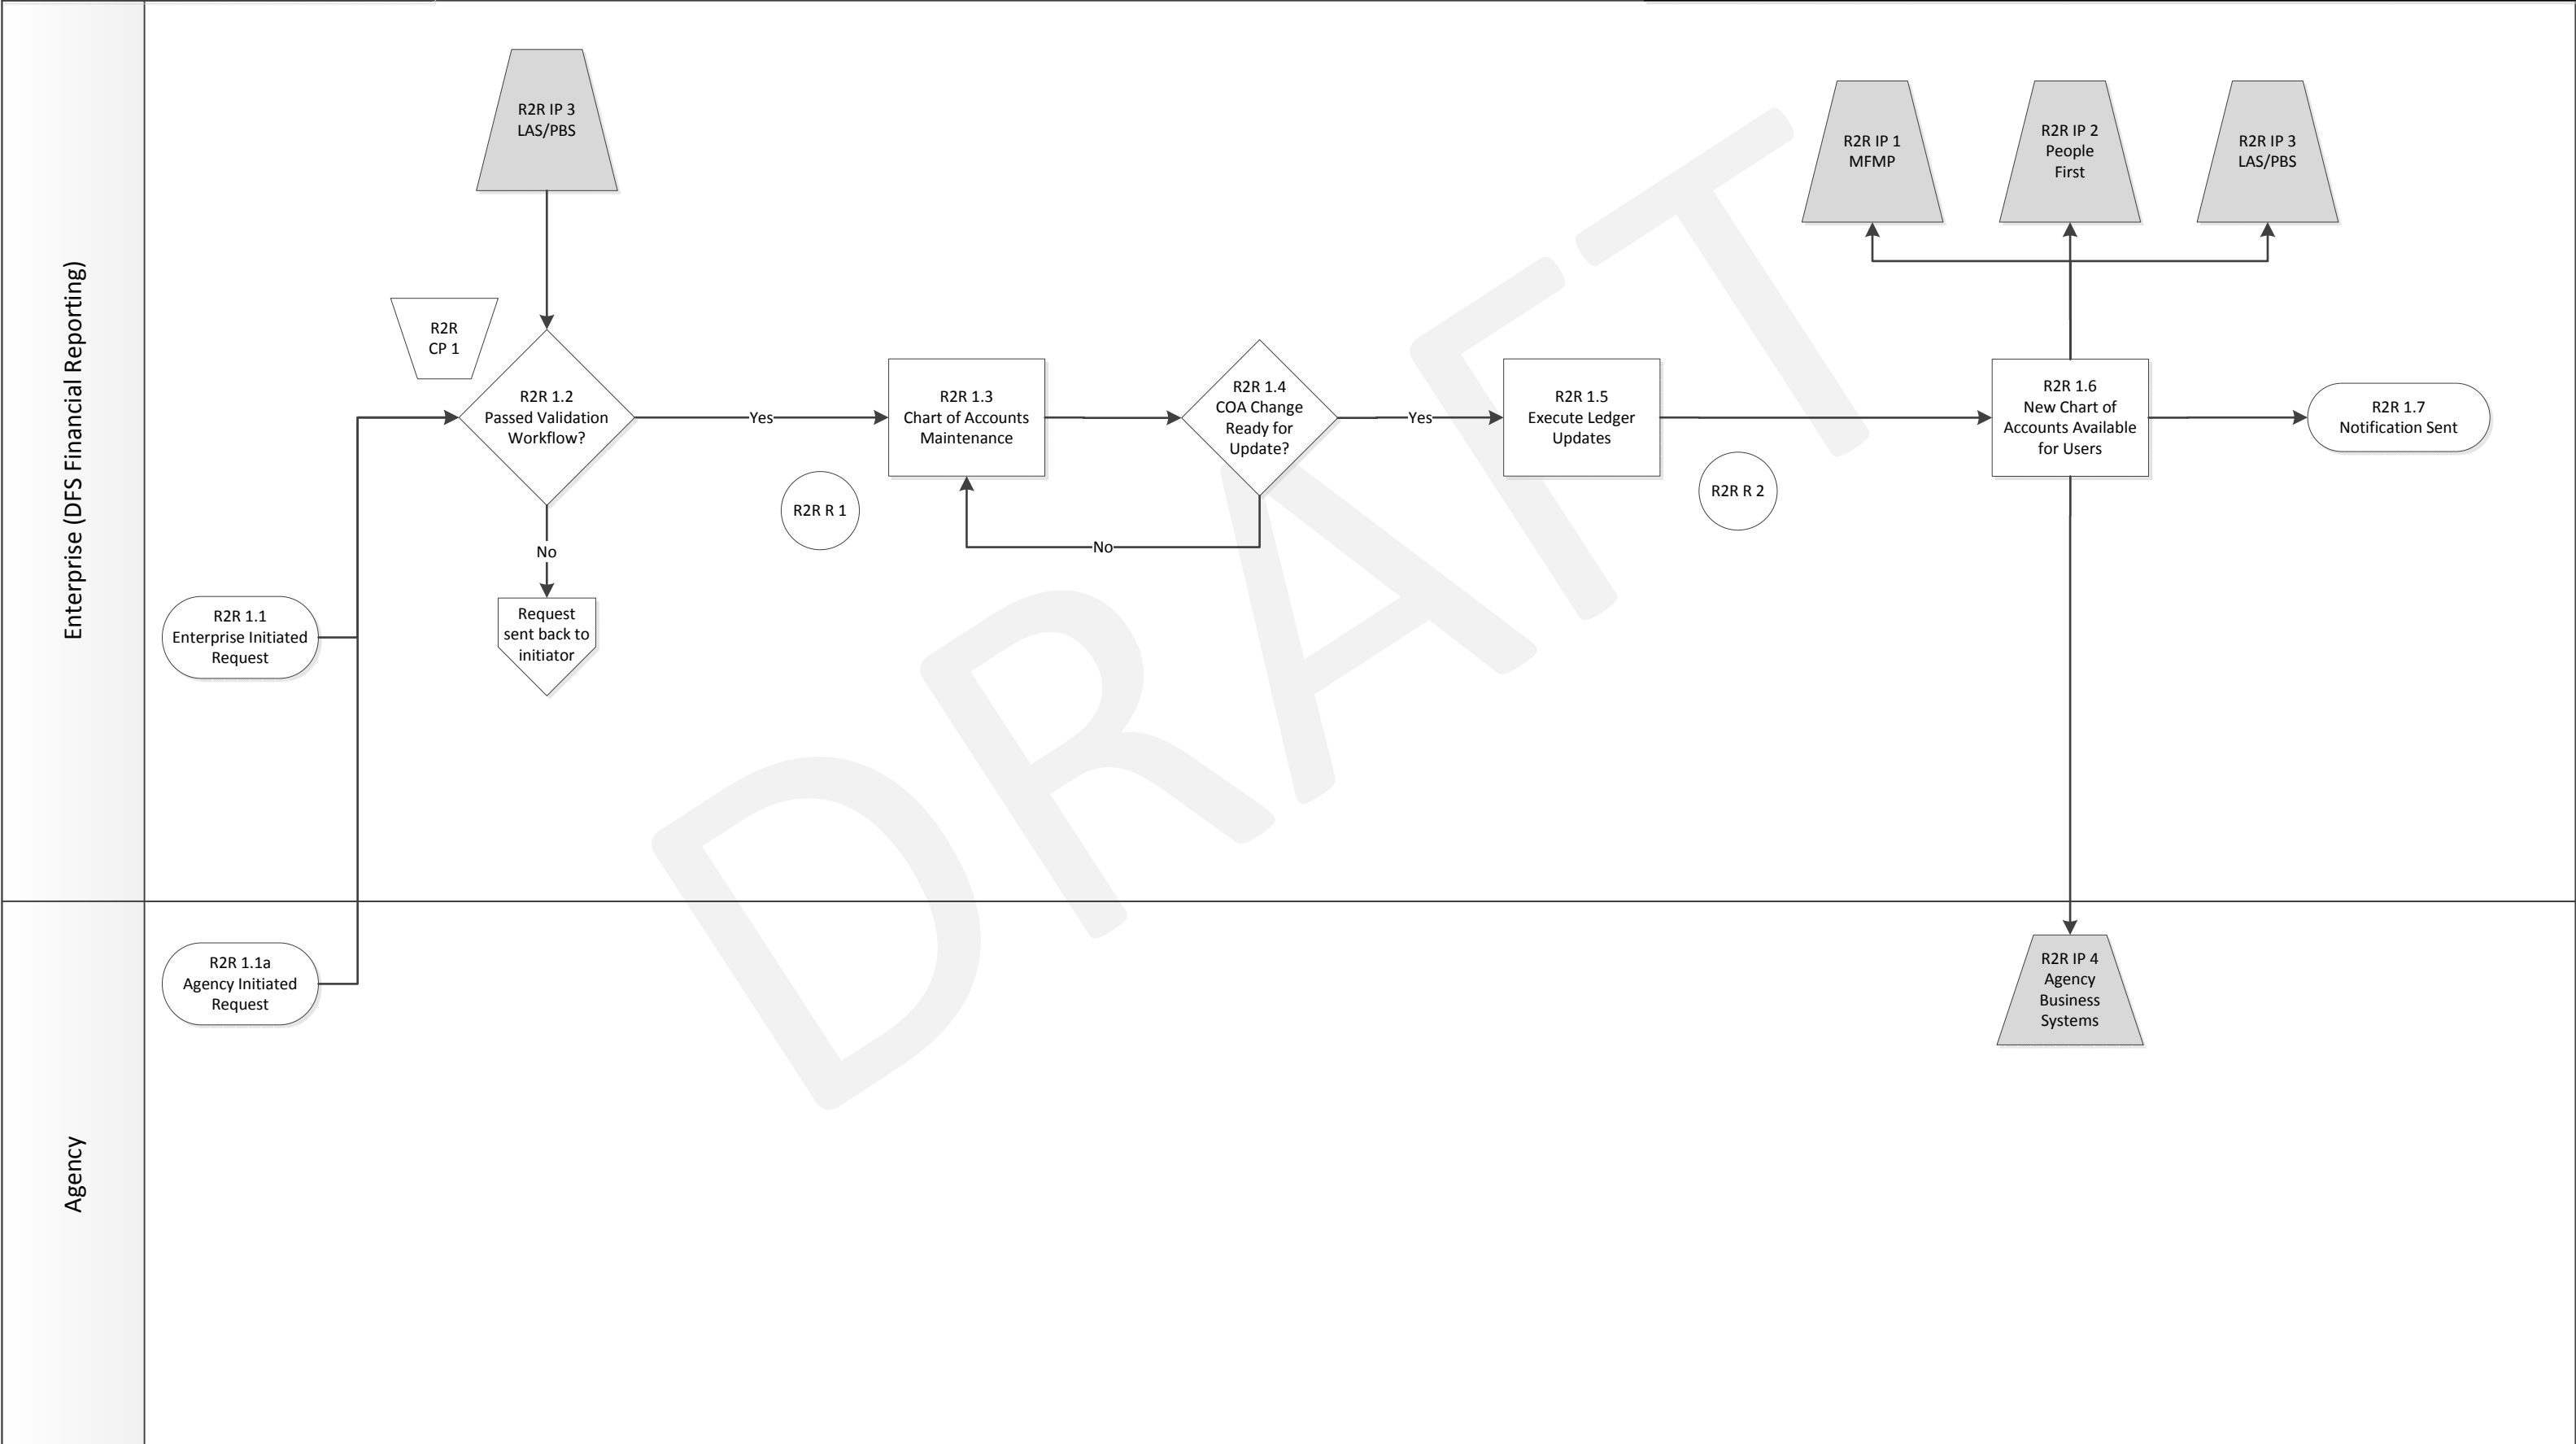 Enterprise (DFS Financial Reporting)
R2R IP 3
LAS/PBS
R2R IP 1
MFMP
R2R IP 2
People
First
R2R IP 3
LAS/PBS
R2R
CP 1
R2R 1.2
Passed Validation
Workflow?
Yes
R2R 1.3
Chart of Accounts
Maintenance
R2R 1.4
COA Change
Ready for
Update?
Yes
R2R 1.5
Execute Ledger
Updates
R2R 1.6
New Chart of
Accounts Available
for Users
R2R 1.7
Notification Sent
R2R R 1
R2R R 2
No
No
Request
sent back to
initiator
R2R 1.1
Enterprise Initiated
Request
DRAFT
Agency
R2R 1.1a
Agency Initiated
Request
R2R IP 4
Agency
Business
Systems